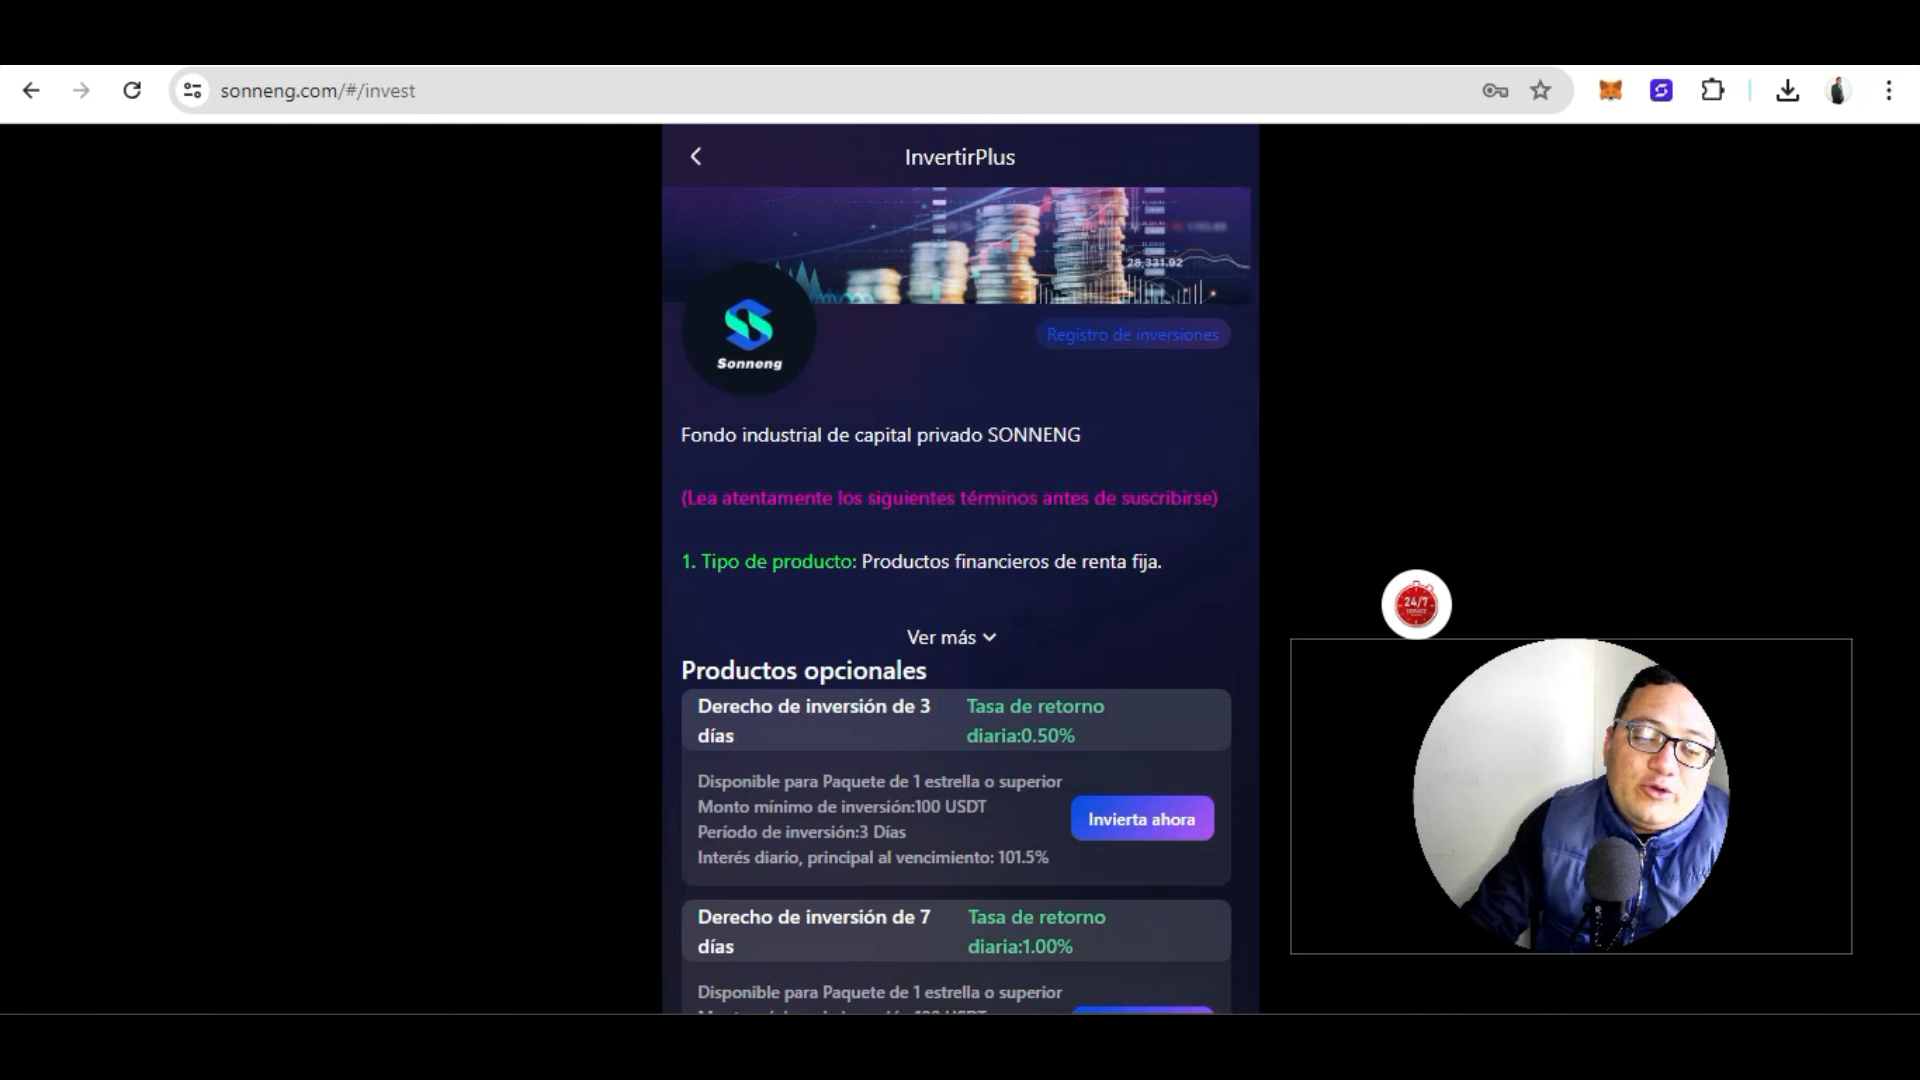 sonneng.com/#/invest
InvertirPlus
28,331.92
Registro de inversiones
Sonneng
Fondo industrial de capital privado SONNENG
(Lea atentamente los siguientes términos antes de suscribirse)
1. Tipo de producto: Productos financieros de renta fija.
Ver más
Productos opcionales
Derecho de inversión de 3
días
Tasa de retorno
diaria:0.50%
Disponible para Paquete de 1 estrella o superior
Monto mínimo de inversión:100 USDT
Período de inversión:3 Días
Interés diario, principal al vencimiento: 101.5%
Invierta ahora
24/7
SERVICE
Derecho de inversión de 7
días
Tasa de retorno
diaria:1.00%
Disponible para Paquete de 1 estrella o superior